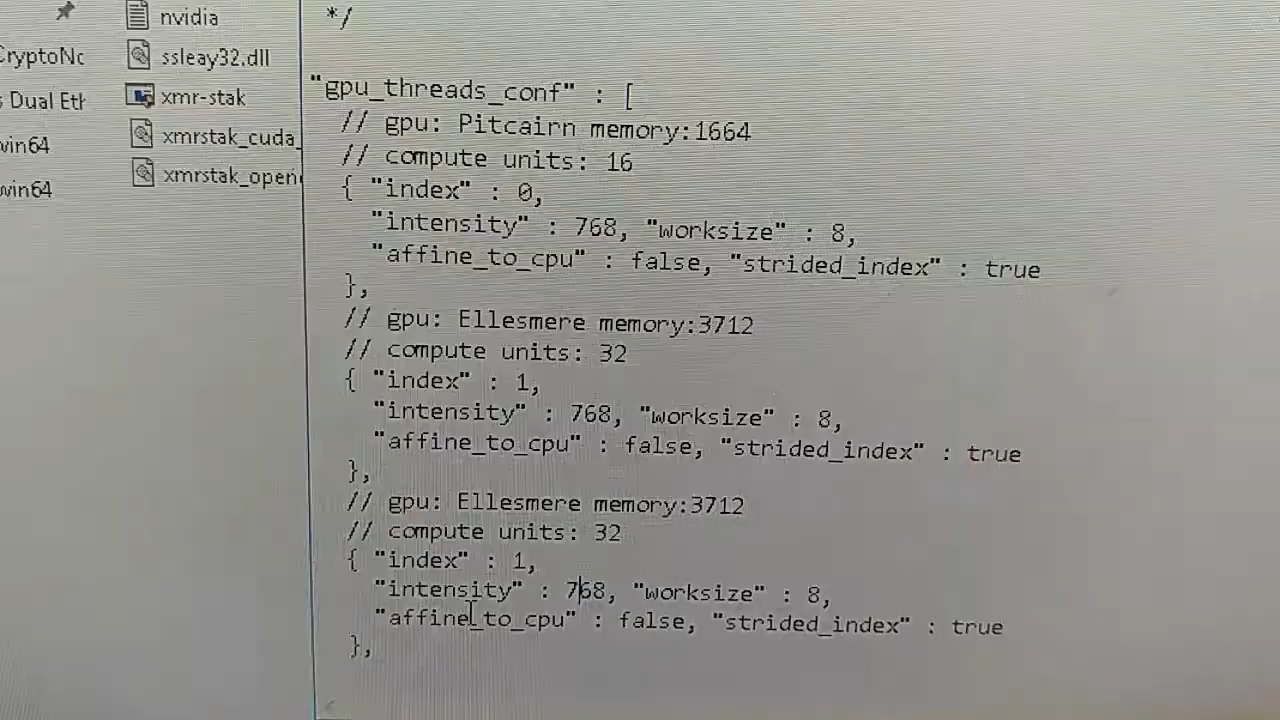 nvidia
CryptoNo
ssleay32.dll
s Dual Eth
xmr-stak
win64
xmrstak_cuda_
win64
xmrstak_openc
*/
"gpu_threads_conf" : [
// gpu: Pitcairn memory:1664
// compute units: 16
{ "index" : 0,
"intensity" : 768, "worksize" : 8,
"affine_to_cpu" : false, "strided_index" : true
},
// gpu: Ellesmere memory:3712
// compute units: 32
{ "index" : 1,
"intensity" : 768, "worksize" : 8,
"affine_to_cpu" : false, "strided_index" : true
},
// gpu: Ellesmere memory:3712
// compute units: 32
{ "index" : 1,
"intensity" : 768, "worksize" : 8,
"affine_to_cpu" : false, "strided_index" : true
},